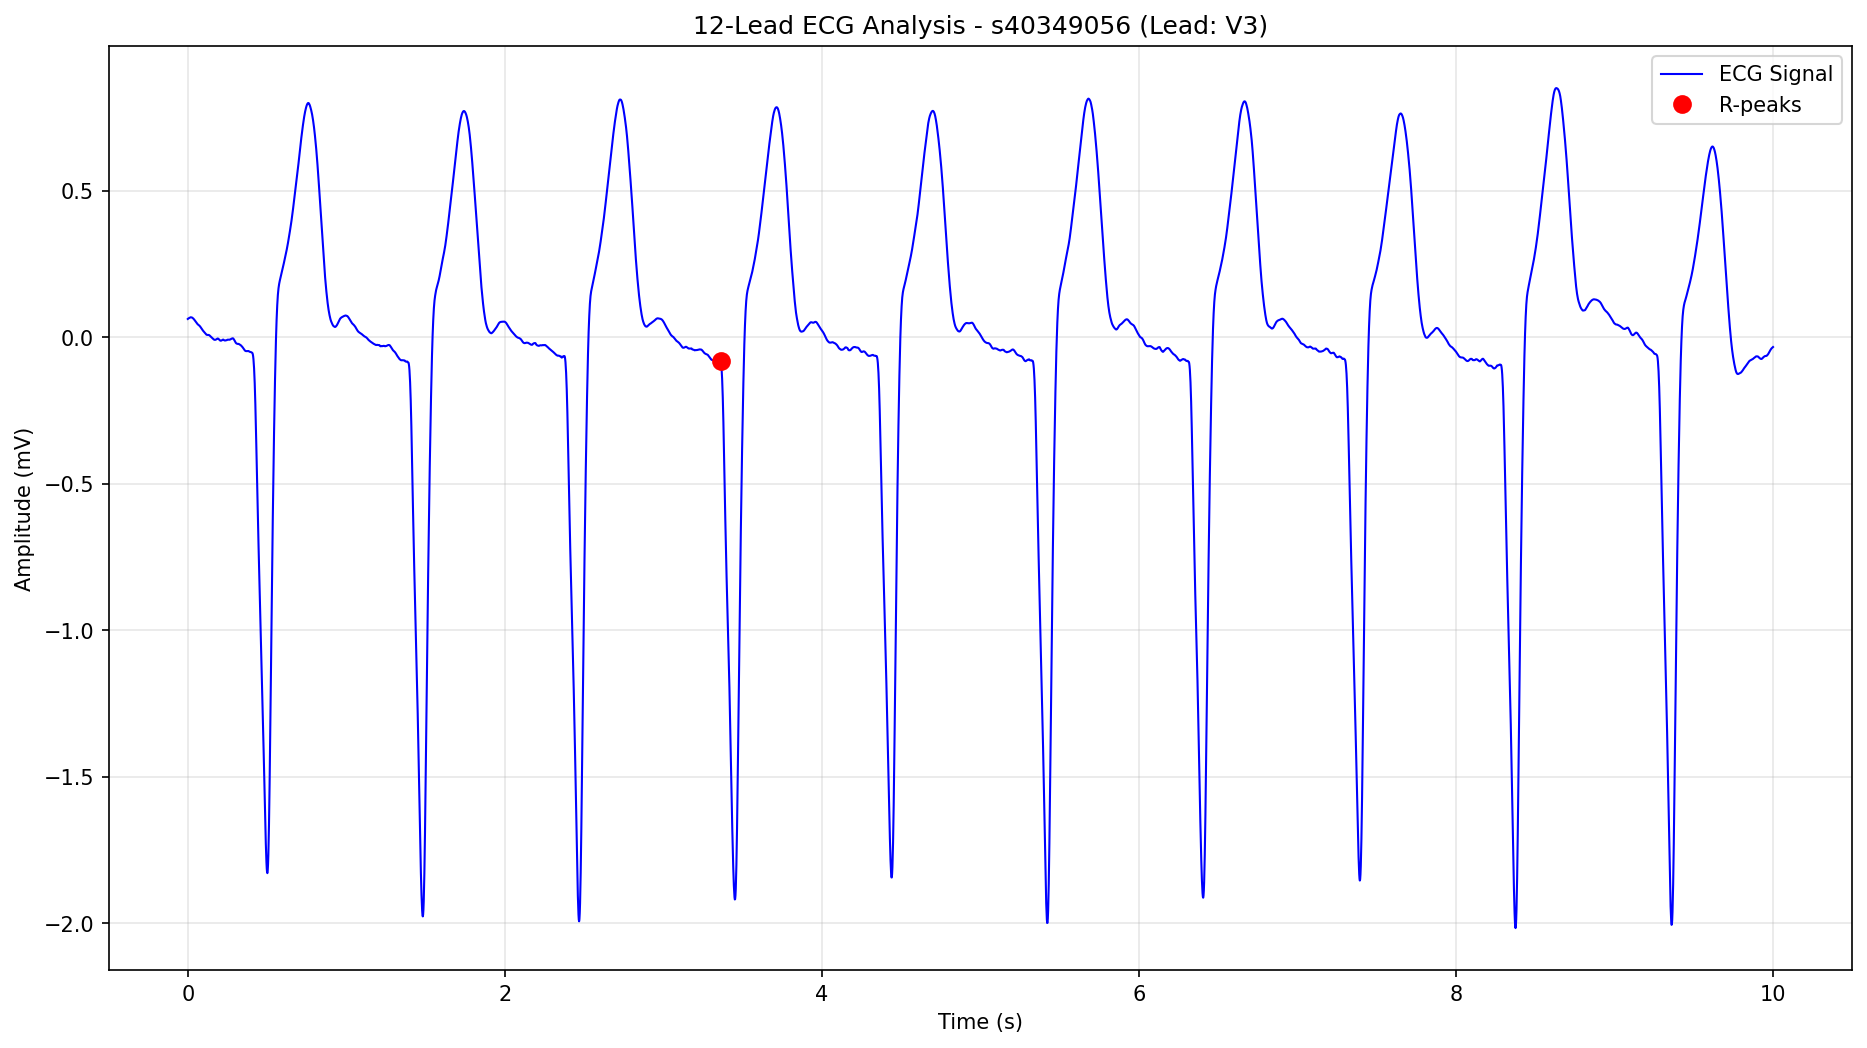 12-Lead ECG Analysis - s40349056 (Lead: V3)
ECG Signal
R-peaks
Amplitude (mV)
0.5
0.0
−0.5
−1.0
−1.5
−2.0
0 2 4 6 8 10
Time (s)